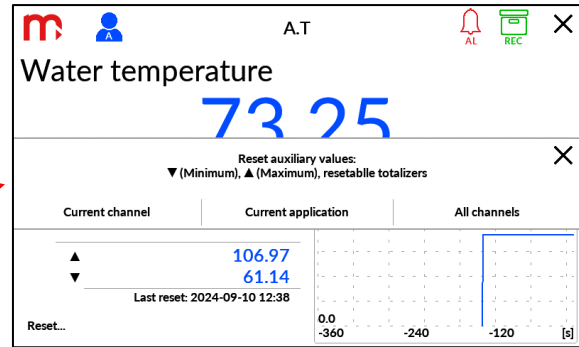 m
A
A.T
AL
REC
Water temperature
73.25
Reset auxiliary values:
▼(Minimum), ▲(Maximum), resetablle totalizers
Current channel
Current application
All channels
▲ 106.97
▼ 61.14
Last reset: 2024-09-10 12:38
Reset...
0.0
-360 -240 -120 [s]